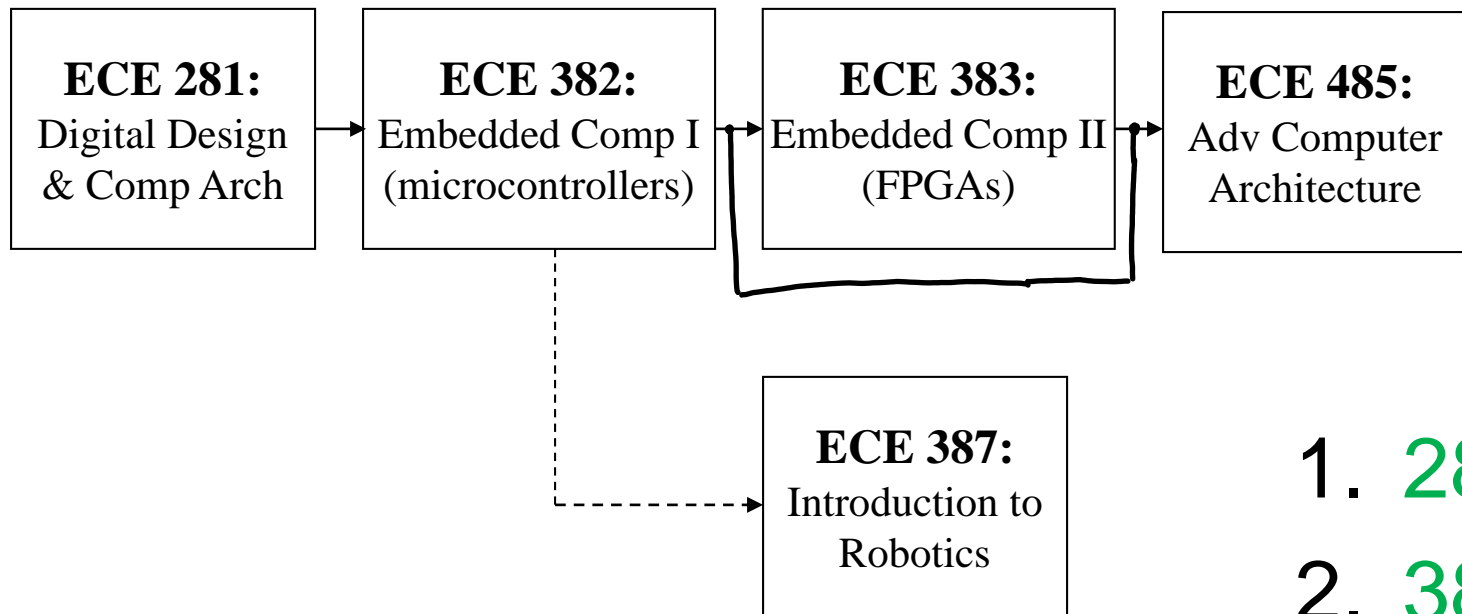 ECE 281:
Digital Design
& Comp Arch
ECE 382:
Embedded Comp I
(microcontrollers)
ECE 383:
Embedded Comp II
(FPGAs)
ECE 485:
Adv Computer
Architecture
ECE 387:
Introduction to
Robotics
1.
2.